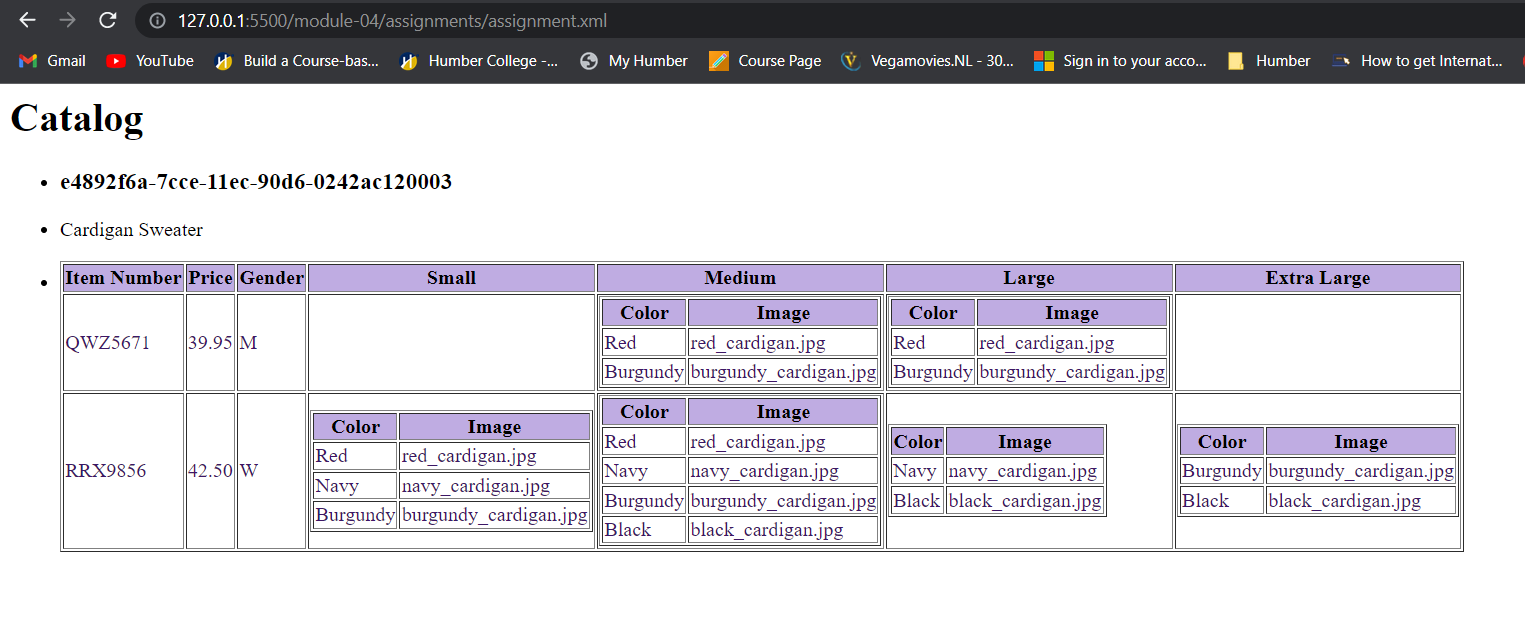 127.0.0.1:5500/module-04/assignments/assignment.xml
Gmail YouTube Build a Course-bas... Humber College -... My Humber Course Page Vegamovies.NL - 30... Sign in to your acco... Humber How to get Internat...
Catalog
e4892f6a-7cce-11ec-90d6-0242ac120003
Cardigan Sweater
Item Number Price Gender Small Medium Large Extra Large
Color Image Color Image
QWZ5671 39.95 M Red red_cardigan.jpg Red red_cardigan.jpg
Burgundy burgundy_cardigan.jpg Burgundy burgundy_cardigan.jpg
RRX9856 42.50 W
Color Image
Red red_cardigan.jpg
Navy navy_cardigan.jpg
Burgundy burgundy_cardigan.jpg
Color Image
Red red_cardigan.jpg
Navy navy_cardigan.jpg
Burgundy burgundy_cardigan.jpg
Black black_cardigan.jpg
Color Image
Navy navy_cardigan.jpg
Black black_cardigan.jpg
Color Image
Burgundy burgundy_cardigan.jpg
Black black_cardigan.jpg